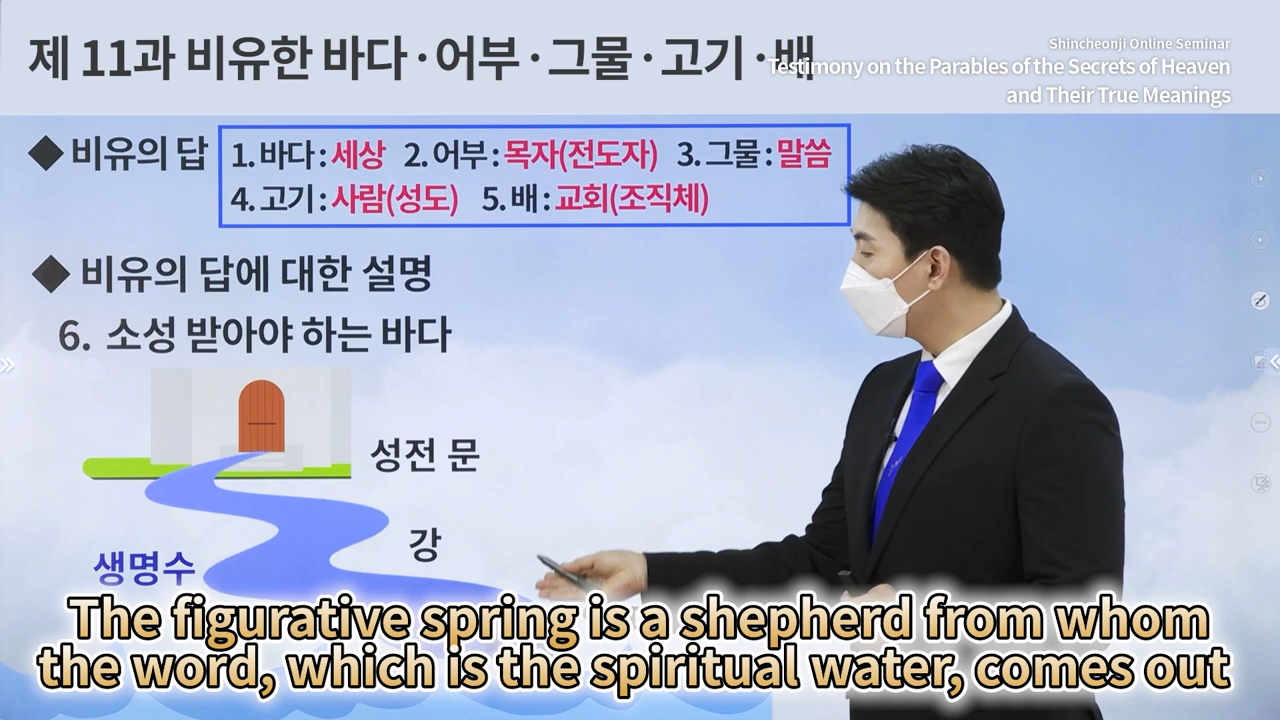 제 11과 비유한 바다·어부·그물·고기·배
Shincheonji Online Seminar
Testimony on the Parables of the Secrets of Heaven
and Their True Meanings
◆ 비유의 답
1. 바다 : 세상 2. 어부 : 목자(전도자) 3. 그물 : 말씀
4. 고기 : 사람(성도) 5. 배 : 교회(조직체)
◆ 비유의 답에 대한 설명
6. 소성 받아야 하는 바다
성전 문
강
생명수
The figurative spring is a shepherd from whom
the word, which is the spiritual water, comes out